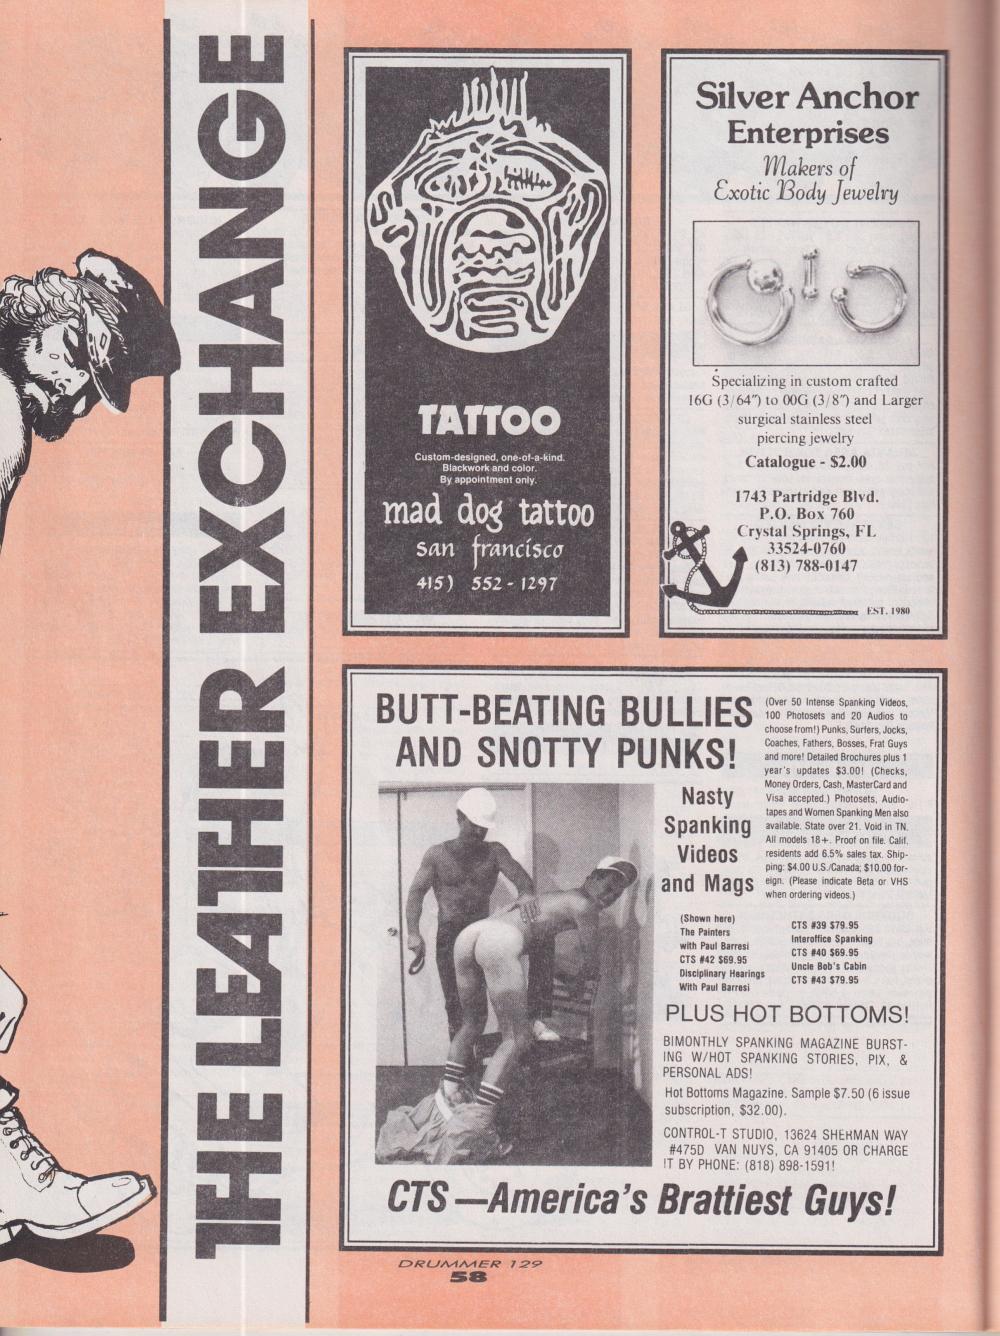 THE LEATHER EXCHANGE
TATTOO
Custom-designed, one-of-a-kind.
Blackwork and color.
By appointment only.
mad dog tattoo
san francisco
415) 552-1297
Silver Anchor
Enterprises
Makers of
Exotic Body Jewelry
Specializing in custom crafted
16G (3/64") to 00G (3/8") and Larger
surgical stainless steel
piercing jewelry
Catalogue - $2.00
1743 Partridge Blvd.
P.O. Box 760
Crystal Springs, FL
33524-0760
(813) 788-0147
EST. 1980
BUTT-BEATING BULLIES
AND SNOTTY PUNKS!
Nasty
Spanking
Videos
and Mags
(Over 50 Intense Spanking Videos,
100 Photosets and 20 Audios to
choose from!) Punks, Surfers, Jocks,
Coaches, Fathers, Bosses, Frat Guys
and more! Detailed Brochures plus 1
year's updates $3.00! (Checks,
Money Orders, Cash, MasterCard and
Visa accepted.) Photosets, Audio-
tapes and Women Spanking Men also
available. State over 21. Void in TN.
All models 18+. Proof on file. Calif.
residents add 6.5% sales tax. Ship-
ping: $4.00 U.S./Canada; $10.00 for-
eign. (Please indicate Beta or VHS
when ordering videos.)
(Shown here)
The Painters
with Paul Barresi
CTS #42 $69.95
Disciplinary Hearings
With Paul Barresi
CTS #39 $79.95
Interoffice Spanking
CTS #40 $69.95
Uncle Bob's Cabin
CTS #43 $79.95
PLUS HOT BOTTOMS!
BIMONTHLY SPANKING MAGAZINE BURST-
ING W/HOT SPANKING STORIES, PIX, &
PERSONAL ADS!
Hot Bottoms Magazine. Sample $7.50 (6 issue
subscription, $32.00).
CONTROL-T STUDIO, 13624 SHERMAN WAY
#475D VAN NUYS, CA 91405 OR CHARGE
IT BY PHONE: (818) 898-1591!
CTS—America's Brattiest Guys!
DRUMMER 129
58